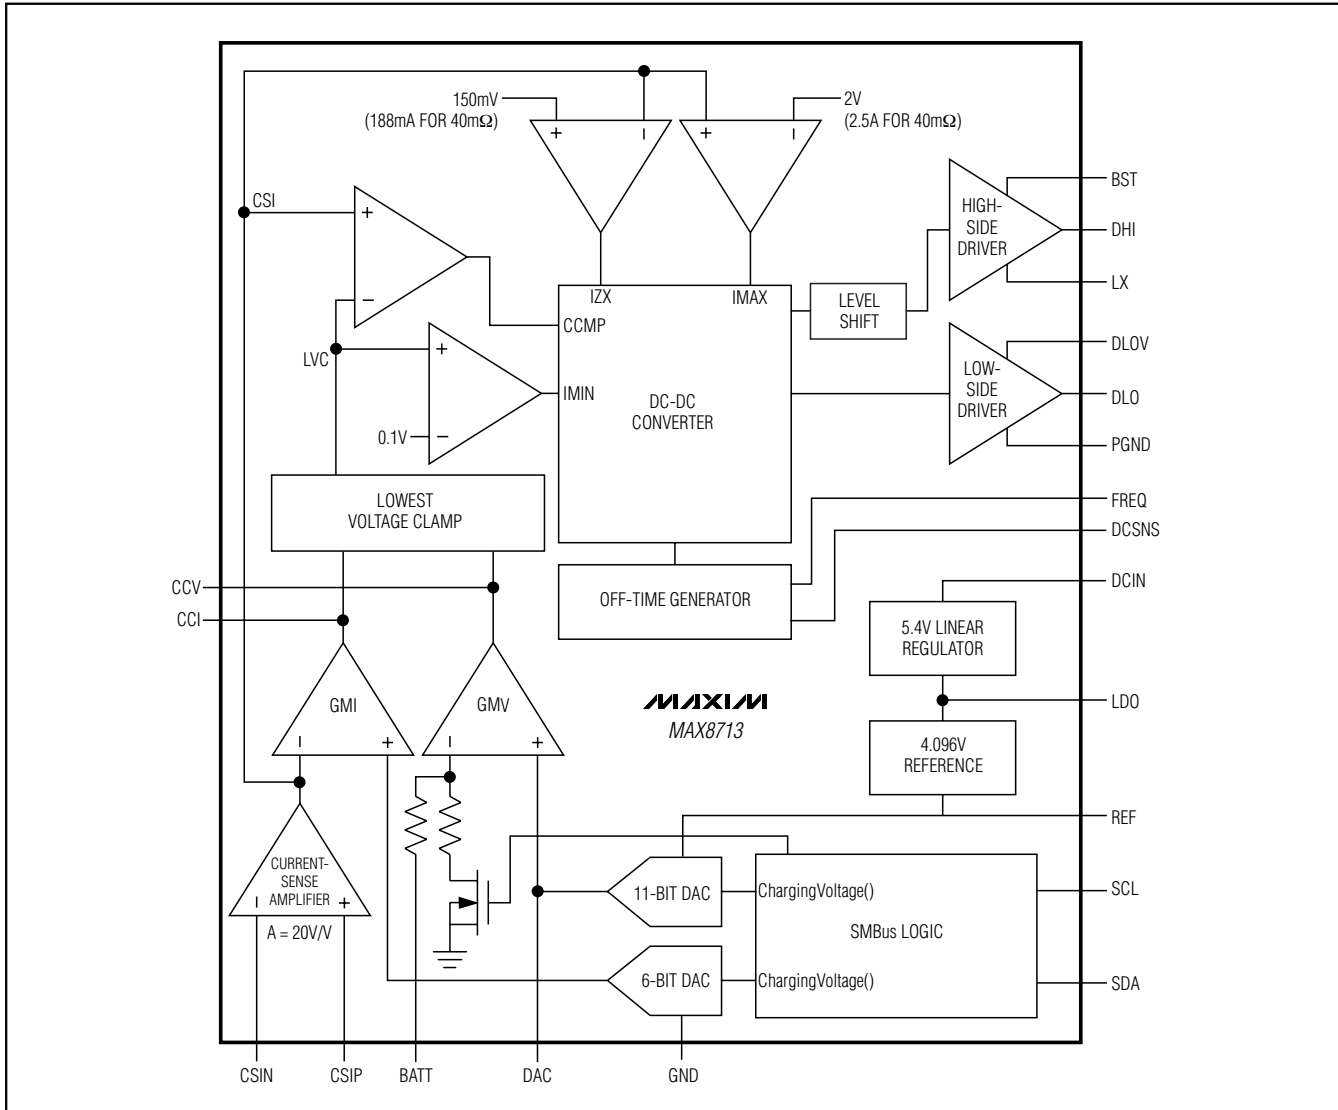 150mV
(188mA FOR 40mΩ)
2V
(2.5A FOR 40mΩ)
+
−
+
−
CSI
+
−
HIGH-
SIDE
DRIVER
BST
DHI
LX
IZX
IMAX
CCMP
LEVEL
SHIFT
LVC
+
−
0.1V
IMIN
DC-DC
CONVERTER
LOW-
SIDE
DRIVER
DLOV
DLO
PGND
LOWEST
VOLTAGE CLAMP
FREQ
DCSNS
CCV
CCI
OFF-TIME GENERATOR
DCIN
5.4V LINEAR
REGULATOR
GMI
−
+
GMV
−
+
MAXIM
MAX8713
LDO
4.096V
REFERENCE
REF
CURRENT-
SENSE
AMPLIFIER
−
+
A = 20V/V
11-BIT DAC
ChargingVoltage()
SMBus LOGIC
SCL
6-BIT DAC
ChargingVoltage()
SDA
CSIN
CSIP
BATT
DAC
GND